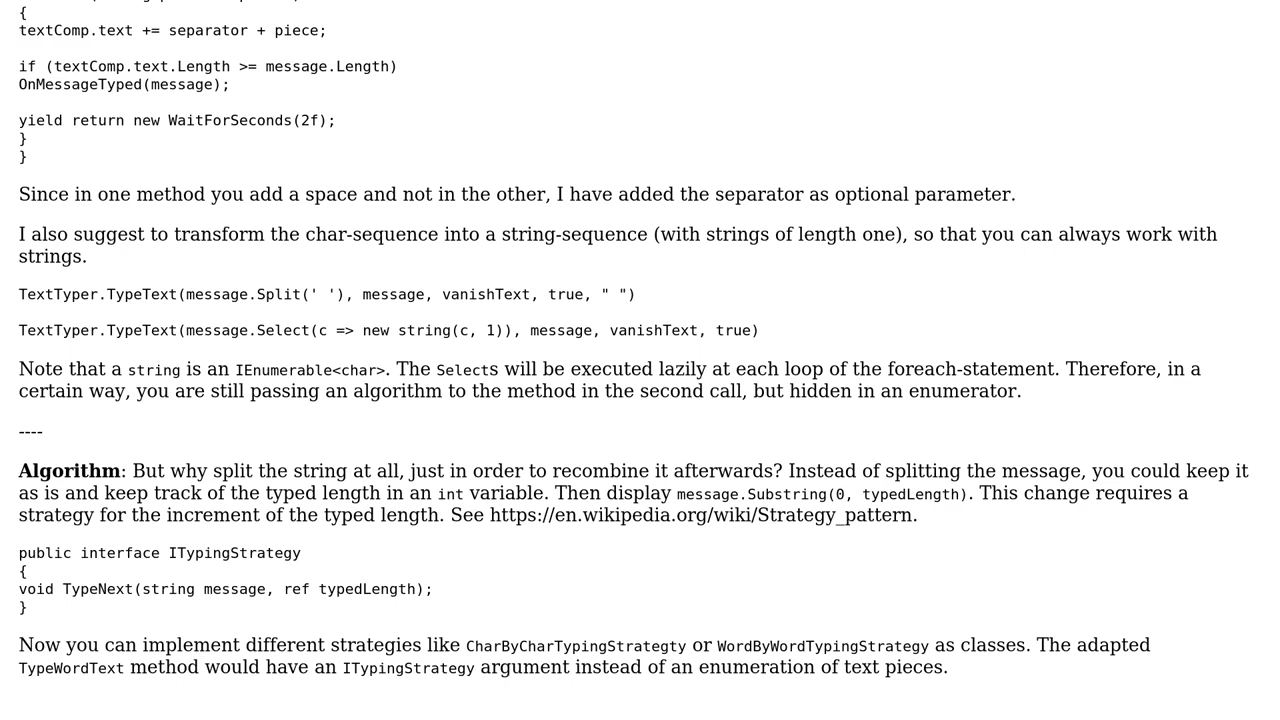 {
textComp.text += separator + piece;
if (textComp.text.Length >= message.Length)
OnMessageTyped(message);
yield return new WaitForSeconds(2f);
}
}
Since in one method you add a space and not in the other, I have added the separator as optional parameter.
I also suggest to transform the char-sequence into a string-sequence (with strings of length one), so that you can always work with
strings.
TextTyper.TypeText(message.Split(' '), message, vanishText, true, " ")
TextTyper.TypeText(message.Select(c => new string(c, 1)), message, vanishText, true)
Note that a string is an IEnumerable<char>. The Selects will be executed lazily at each loop of the foreach-statement. Therefore, in a
certain way, you are still passing an algorithm to the method in the second call, but hidden in an enumerator.
----
Algorithm: But why split the string at all, just in order to recombine it afterwards? Instead of splitting the message, you could keep it
as is and keep track of the typed length in an int variable. Then display message.Substring(0, typedLength). This change requires a
strategy for the increment of the typed length. See https://en.wikipedia.org/wiki/Strategy_pattern.
public interface ITypingStrategy
{
void TypeNext(string message, ref typedLength);
}
Now you can implement different strategies like CharByCharTypingStrategty or WordByWordTypingStrategy as classes. The adapted
TypeWordText method would have an ITypingStrategy argument instead of an enumeration of text pieces.